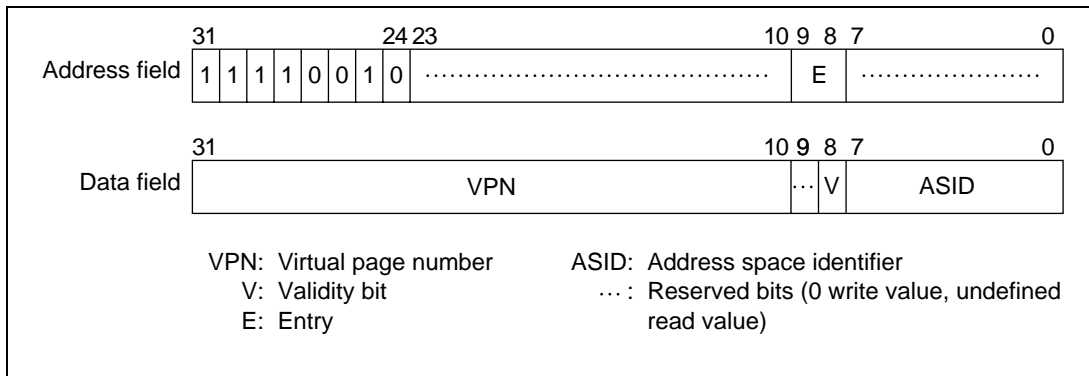 31 24 23 10 9 8 7 0
Address field 1 1 1 1 0 0 1 0 ........................................ E .....................
31 10 9 8 7 0
Data field VPN ... V ASID
VPN: Virtual page number ASID: Address space identifier
V: Validity bit ... : Reserved bits (0 write value, undefined
E: Entry read value)